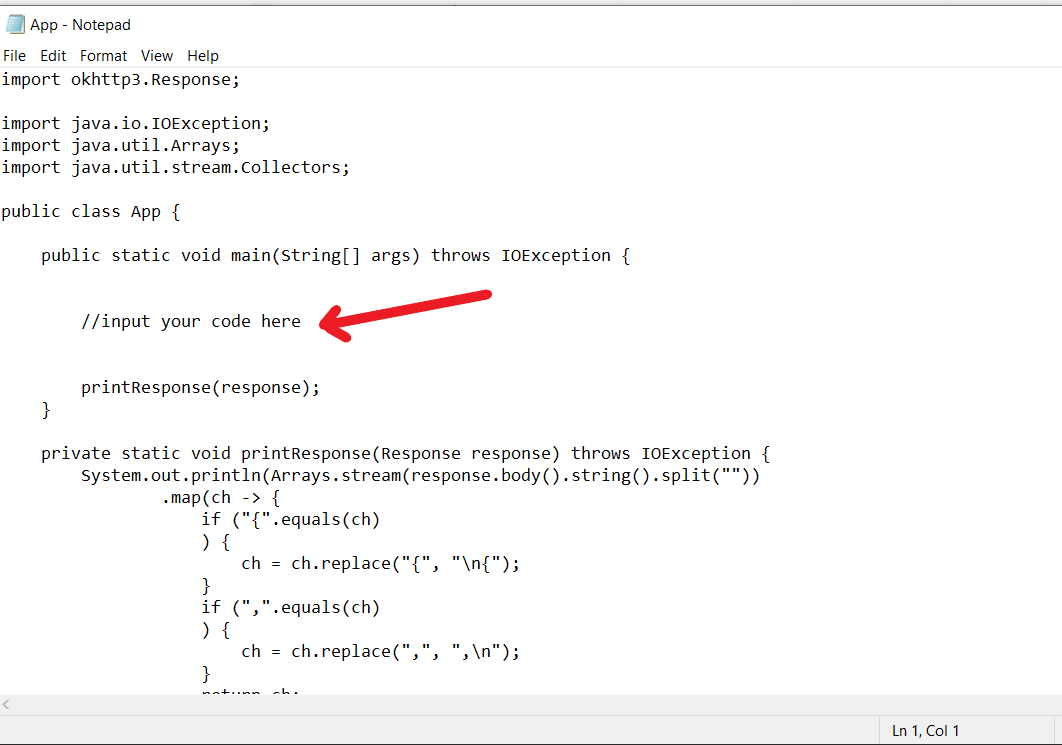 App - Notepad
File Edit Format View Help
import okhttp3.Response;
import java.io.IOException;
import java.util.Arrays;
import java.util.stream.Collectors;
public class App {
public static void main(String[] args) throws IOException {
//input your code here
printResponse(response);
}
private static void printResponse(Response response) throws IOException {
System.out.println(Arrays.stream(response.body().string().split(""))
.map(ch -> {
if ("{".equals(ch)
) {
ch = ch.replace("{", "\n{");
}
if (",".equals(ch)
) {
ch = ch.replace(",", ",\n");
}
return ch;
Ln 1, Col 1